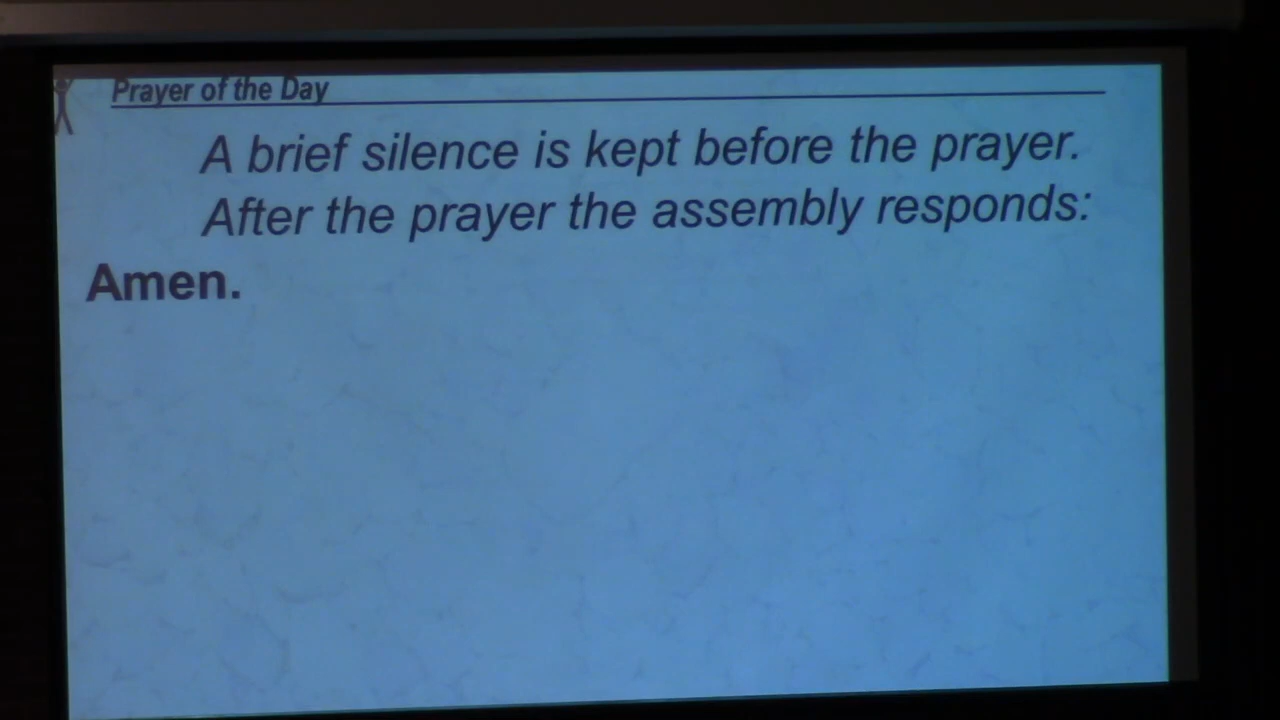 Prayer of the Day
A brief silence is kept before the prayer.
After the prayer the assembly responds:
Amen.